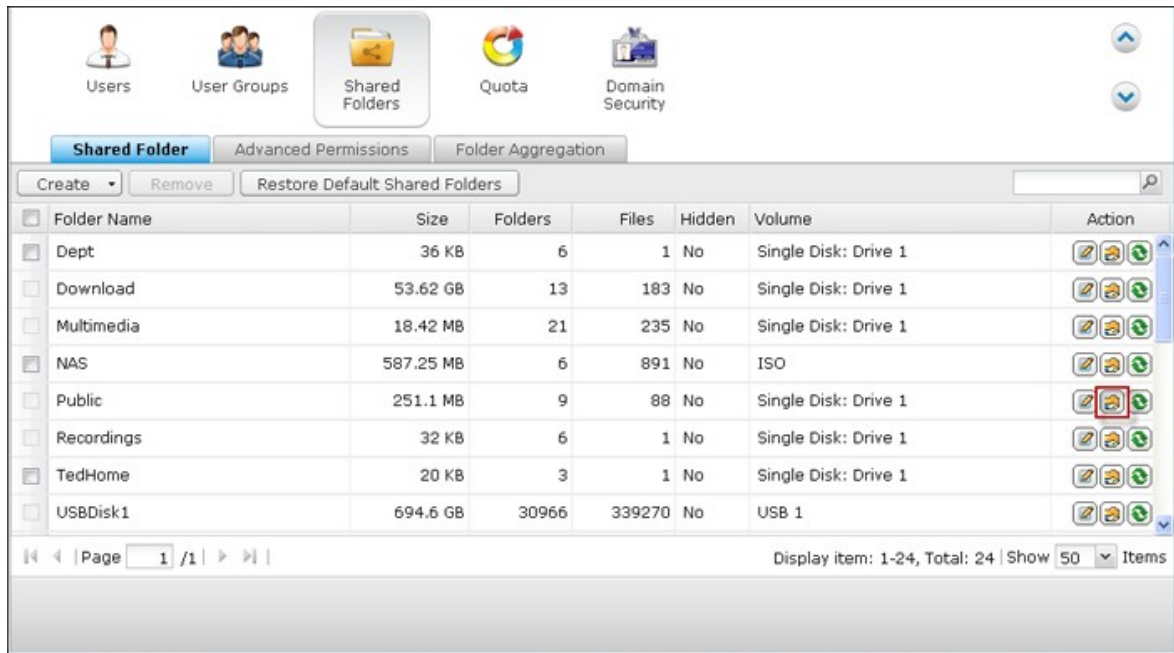 Users User Groups Shared Folders Quota Domain Security
Shared Folder Advanced Permissions Folder Aggregation
Create Remove Restore Default Shared Folders
Folder Name Size Folders Files Hidden Volume Action
Dept 36 KB 6 1 No Single Disk: Drive 1
Download 53.62 GB 13 183 No Single Disk: Drive 1
Multimedia 18.42 MB 21 235 No Single Disk: Drive 1
NAS 587.25 MB 6 891 No ISO
Public 251.1 MB 9 88 No Single Disk: Drive 1
Recordings 32 KB 6 1 No Single Disk: Drive 1
TedHome 20 KB 3 1 No Single Disk: Drive 1
USBDisk1 694.6 GB 30966 339270 No USB 1
Page 1 /1 Display item: 1-24, Total: 24 Show 50 Items